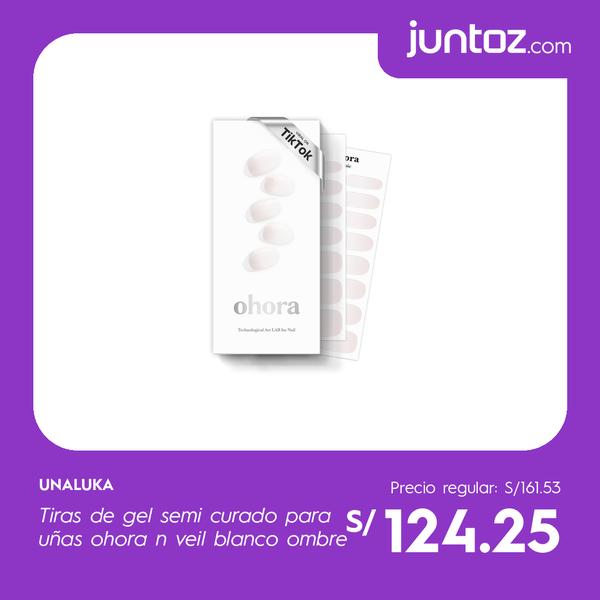 juntoz.com
TikTok
ora
ohora
Technological Art LAB for Nail
UNALUKA
Tiras de gel semi curado para
uñas ohora n veil blanco ombre
Precio regular: S/161.53
S/124.25